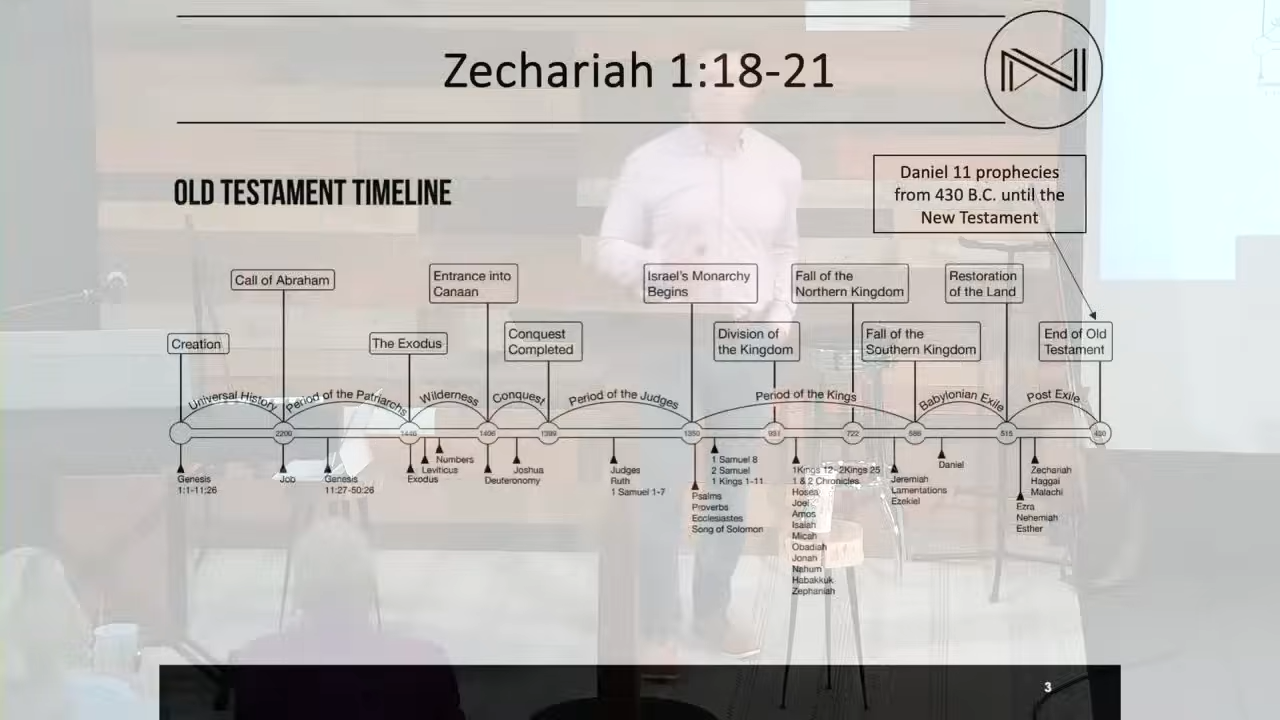 Zechariah 1:18-21
OLD TESTAMENT TIMELINE
Daniel 11 prophecies
from 430 B.C. until the
New Testament
Call of Abraham
Entrance into
Canaan
Israel's Monarchy
Begins
Fall of the
Northern Kingdom
Restoration
of the Land
Creation
The Exodus
Conquest
Completed
Division of
the Kingdom
Fall of the
Southern Kingdom
End of Old
Testament
Universal History
Period of the Patriarchs
Wilderness
Conquest
Period of the Judges
Period of the Kings
Babylonian Exile
Post Exile
1446
1406
722
586
515
Genesis
1:1-11:26
Job
Genesis
11:27-50:26
Exodus
Leviticus
Numbers
Deuteronomy
Joshua
Judges
Ruth
1 Samuel 1-7
Psalms
Proverbs
Ecclesiastes
Song of Solomon
1 Samuel 8
2 Samuel
1 Kings 1-11
1Kings 12- 2Kings 25
1 & 2 Chronicles
Hosea
Joel
Amos
Isaiah
Micah
Obadiah
Jonah
Nahum
Habakkuk
Zephaniah
Jeremiah
Lamentations
Ezekiel
Daniel
Ezra
Nehemiah
Esther
Zechariah
Haggai
Malachi
3